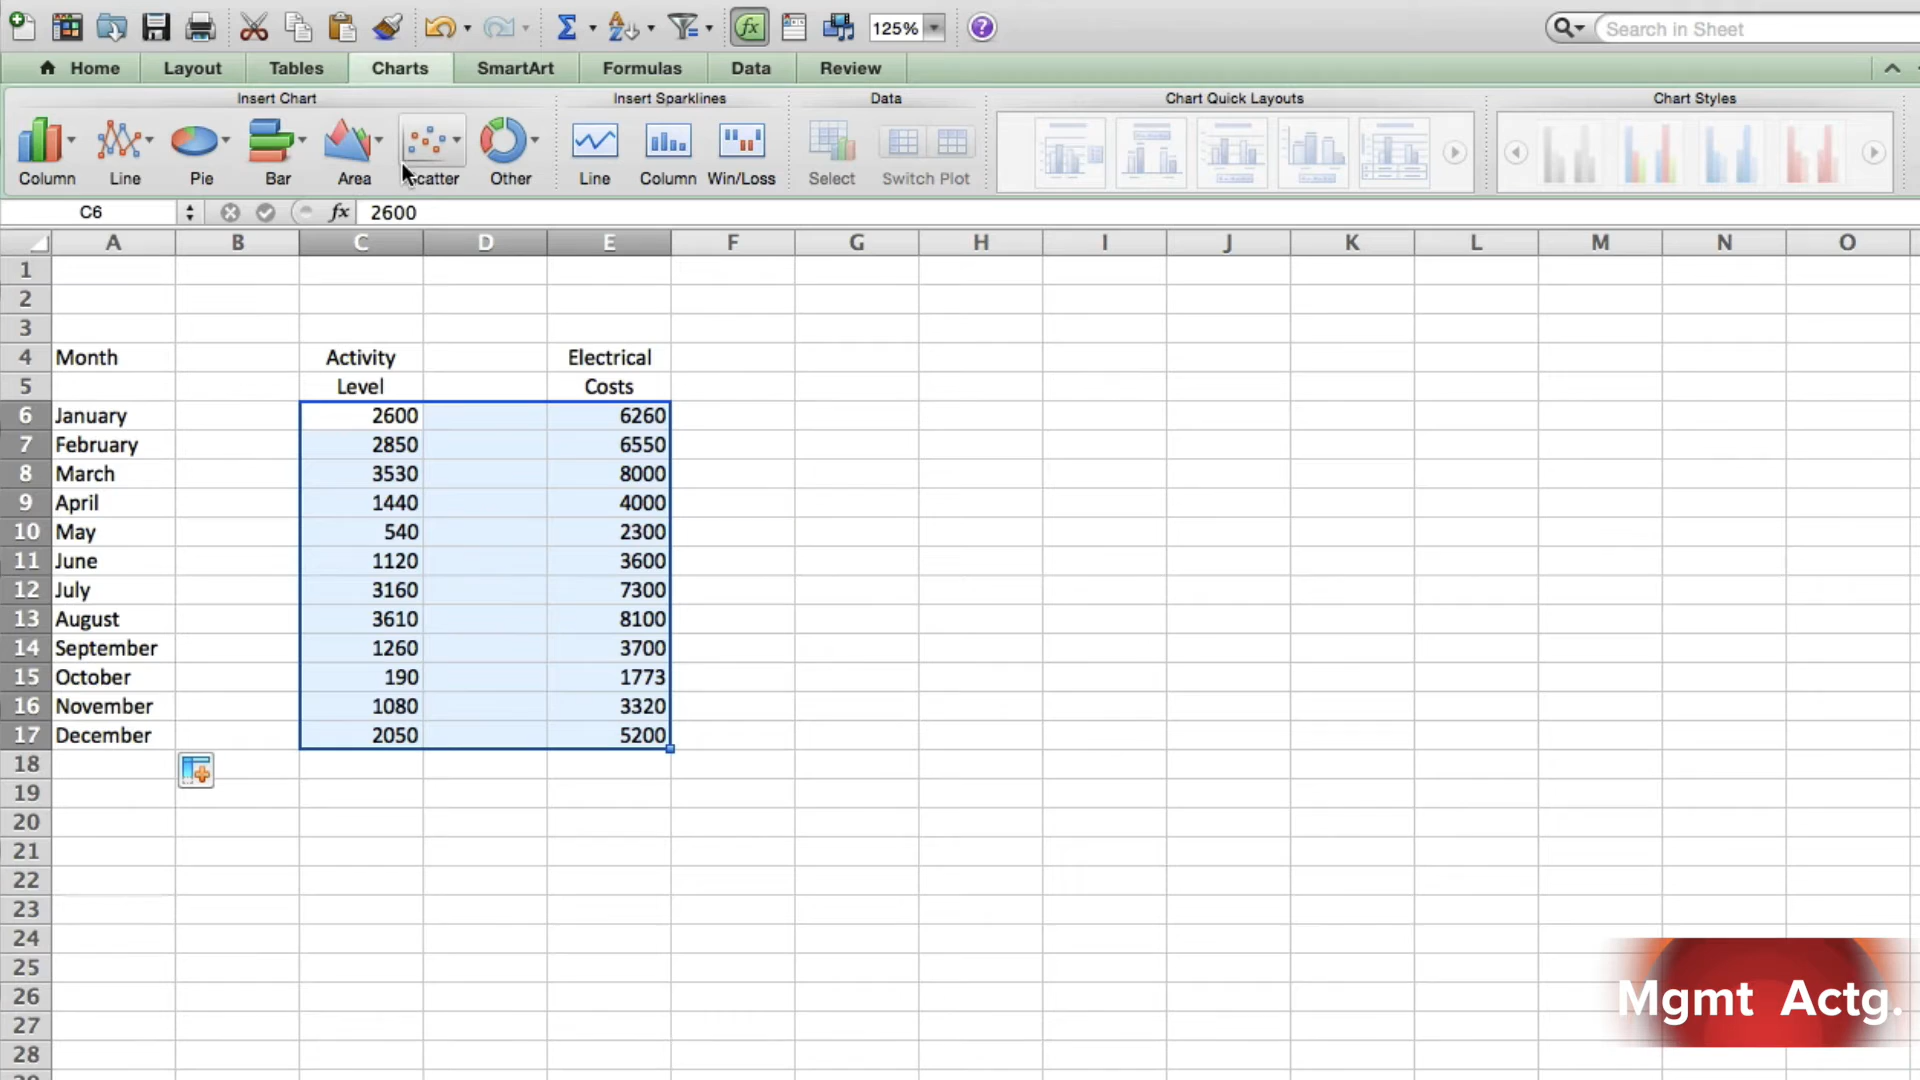 125%
Search in Sheet
Home Layout Tables Charts SmartArt Formulas Data Review
Insert Chart Insert Sparklines Data Chart Quick Layouts Chart Styles
Column Line Pie Bar Area Scatter Other Line Column Win/Loss Select Switch Plot
C6 fx 2600
A B C D E F G H I J K L M N O
1
2
3
4 Month Activity Electrical
5 Level Costs
6 January 2600 6260
7 February 2850 6550
8 March 3530 8000
9 April 1440 4000
10 May 540 2300
11 June 1120 3600
12 July 3160 7300
13 August 3610 8100
14 September 1260 3700
15 October 190 1773
16 November 1080 3320
17 December 2050 5200
18
19
20
21
22
23
24
25
26
27
28
Mgmt Actg.